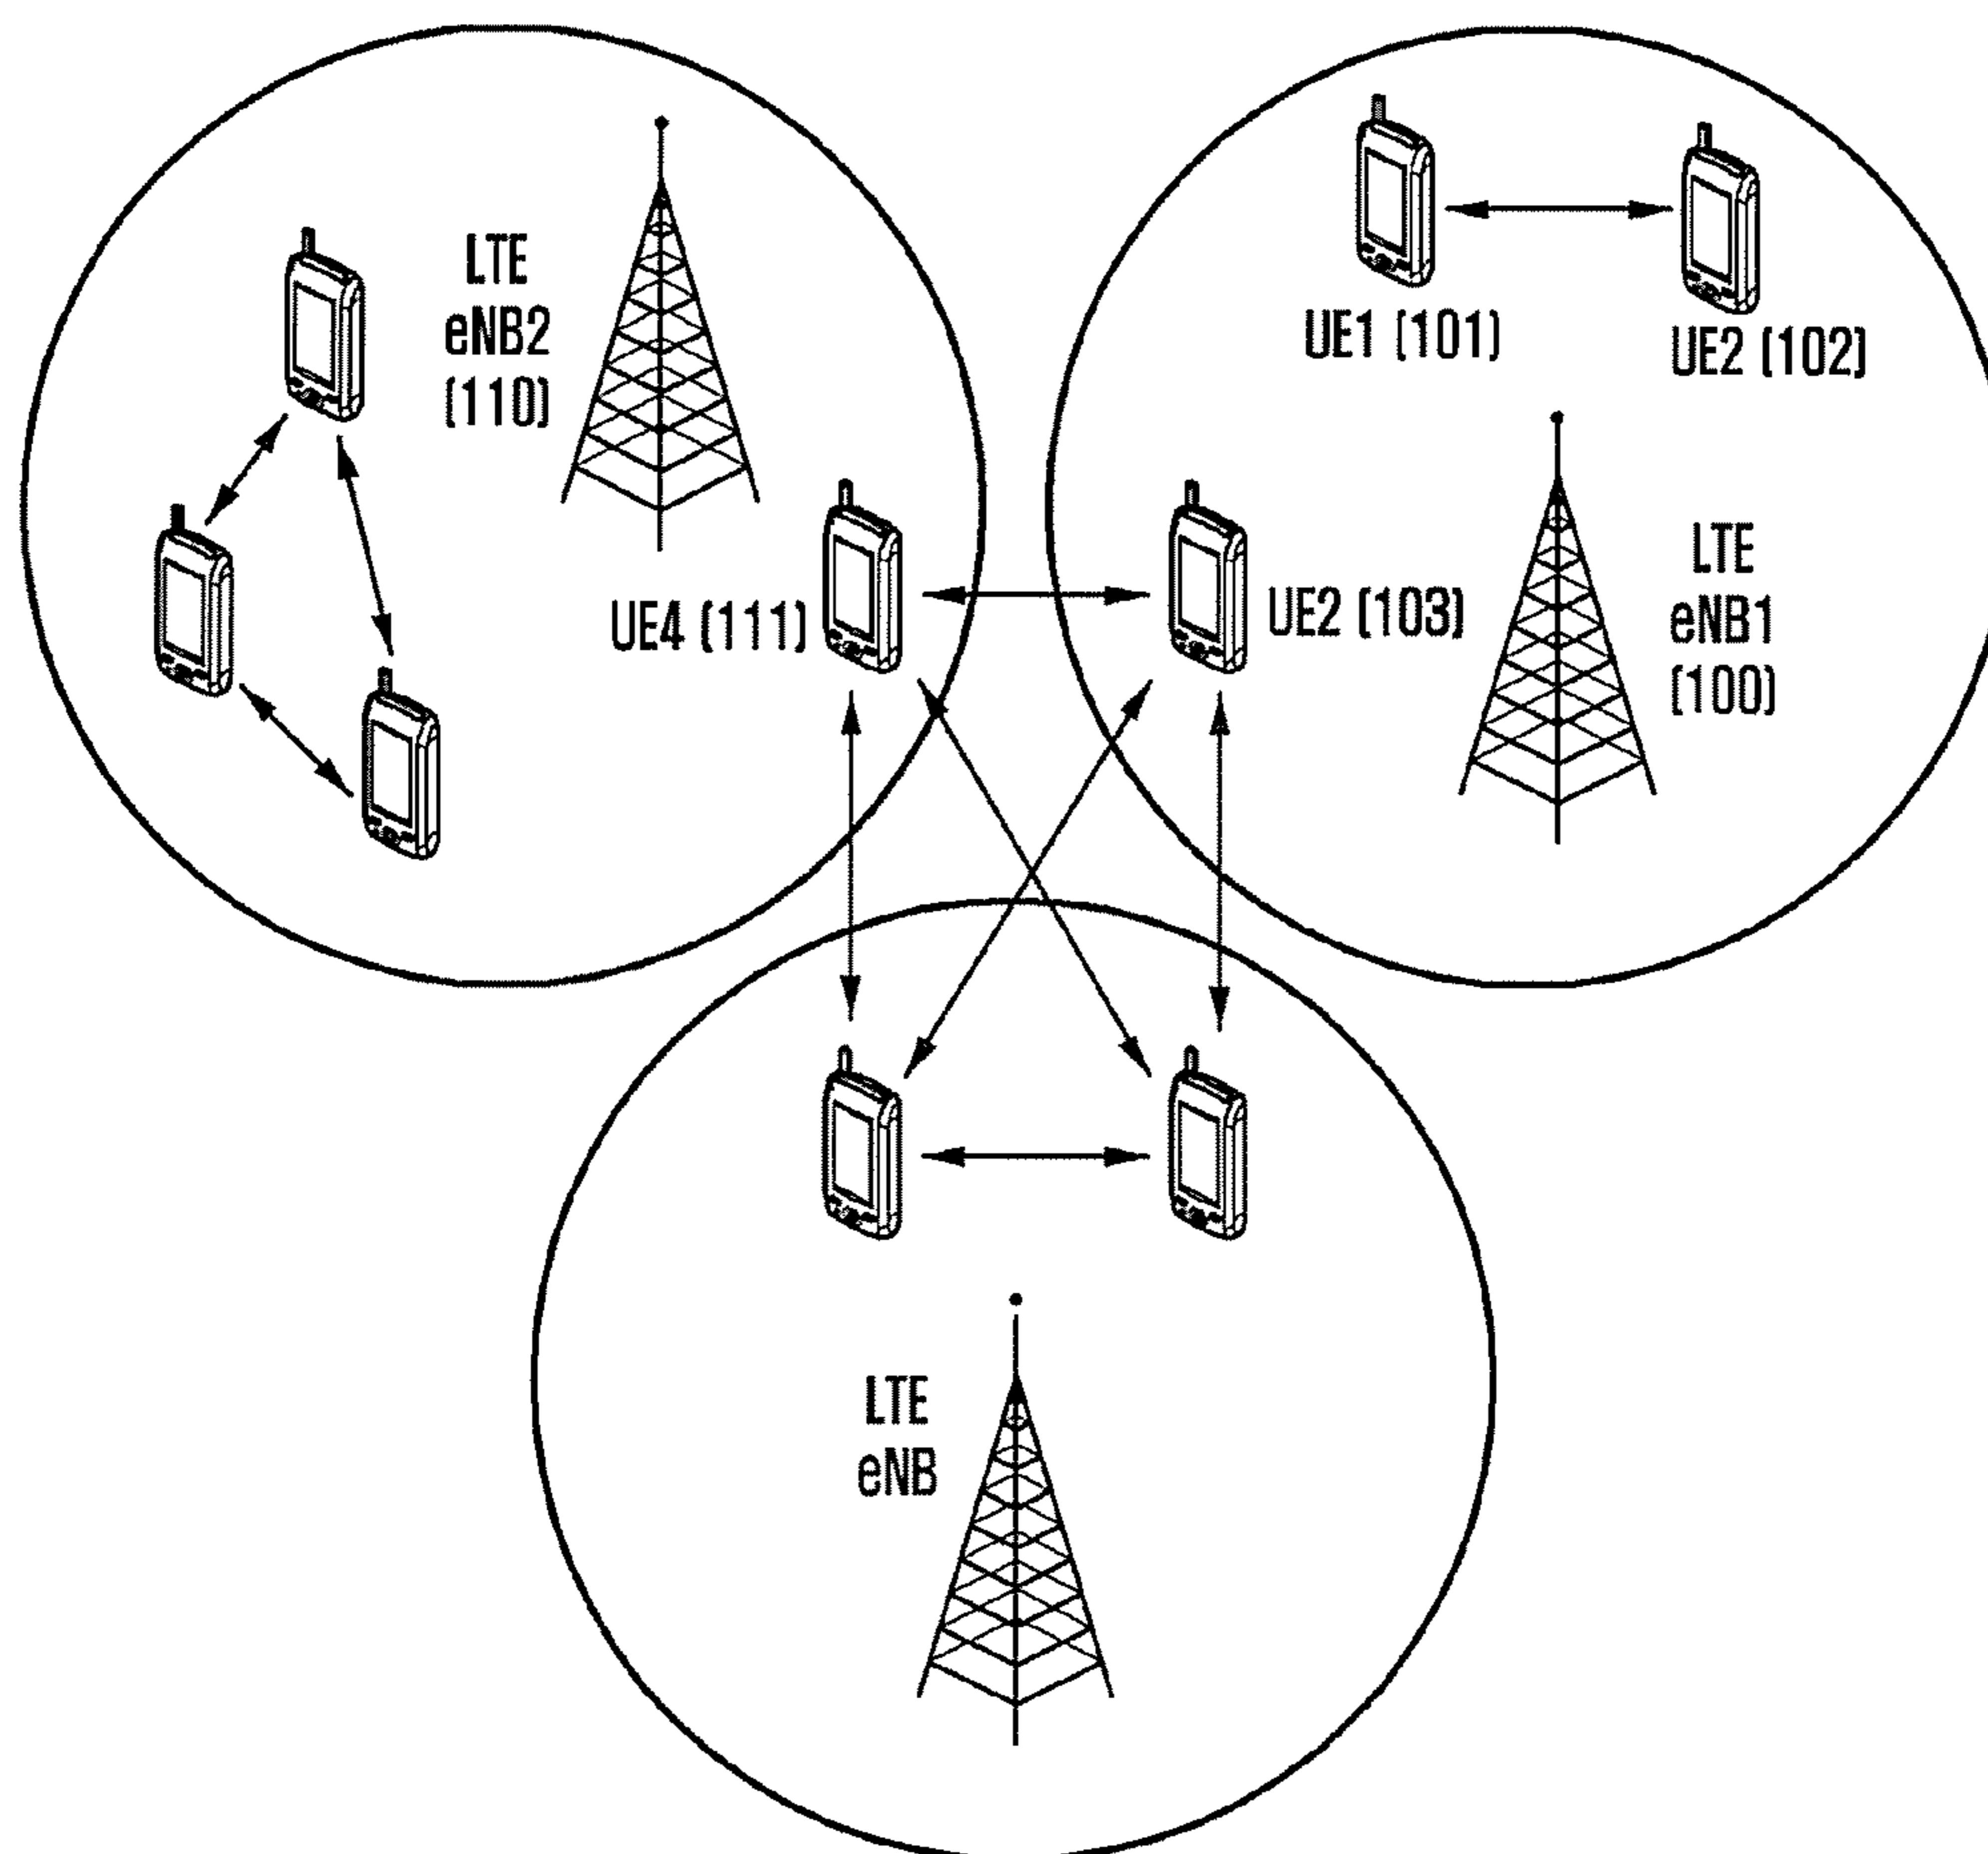 LTE
eNB2
(110)
UE1 (101)
UE2 (102)
UE4 (111)
UE2 (103)
LTE
eNB1
(100)
LTE
eNB